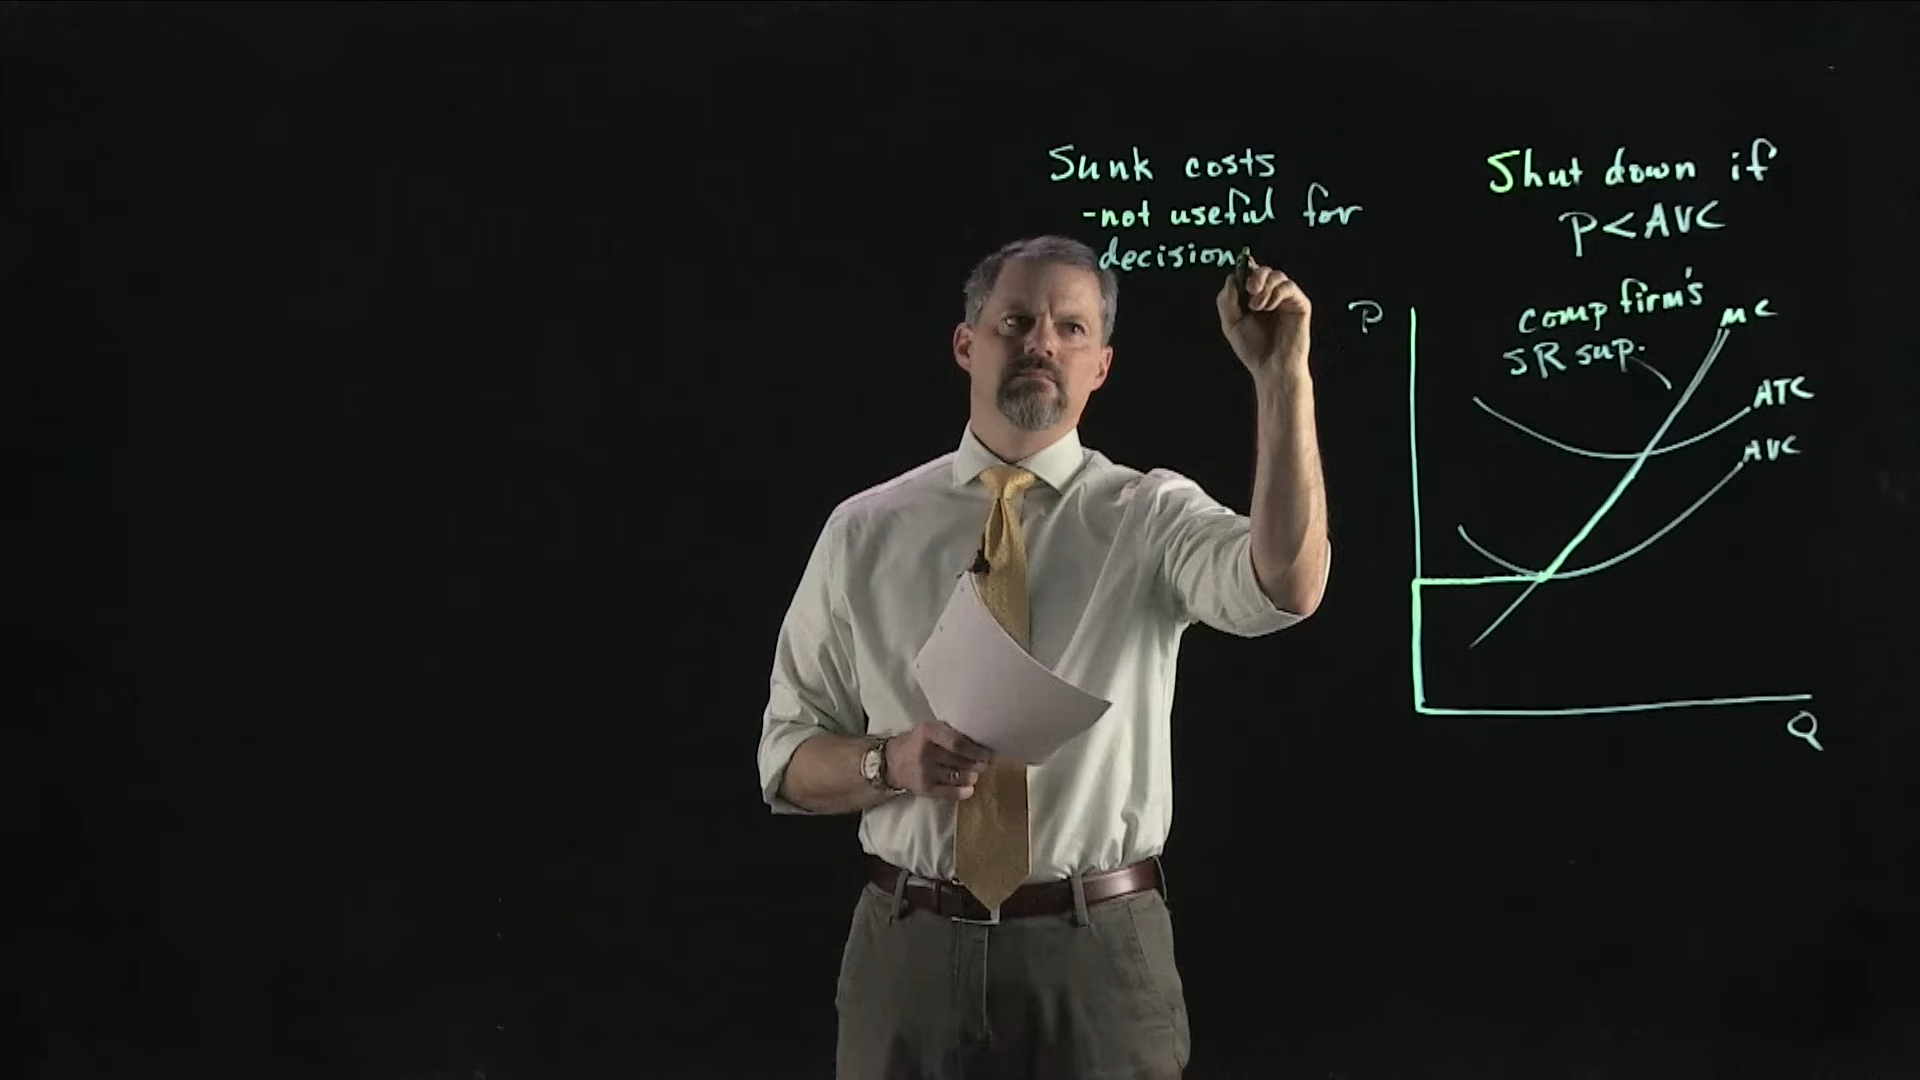 Sunk costs
-not useful for
decisions
Shut down if
P<AVC
comp firm's
SR sup.
P
MC
ATC
AVC
Q